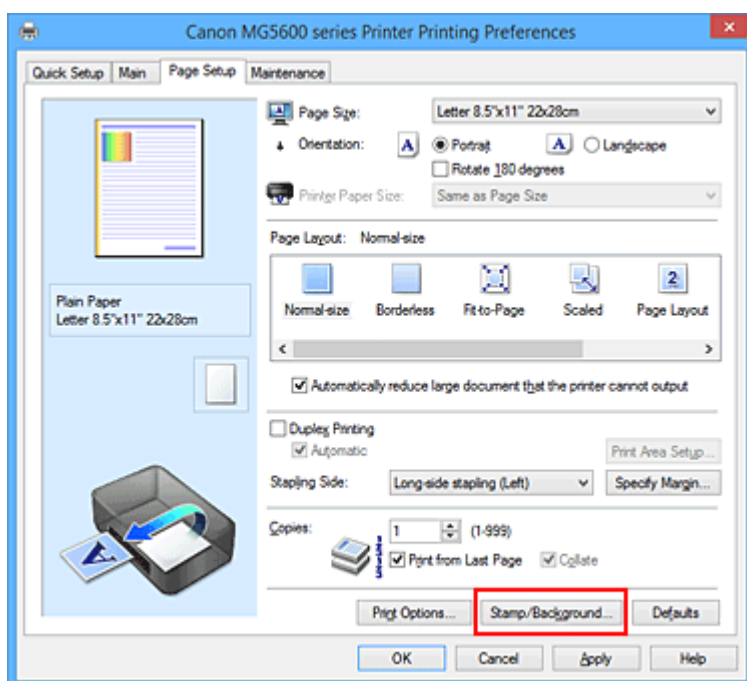 Canon MG5600 series Printer Printing Preferences
Quick Setup Main Page Setup Maintenance
Page Size: Letter 8.5"x11" 22x28cm
Orientation: A Portrait A Landscape
Rotate 180 degrees
Printer Paper Size: Same as Page Size
Page Layout: Normal-size
2
Normal-size Borderless Fit-to-Page Scaled Page Layout
Plain Paper
Letter 8.5"x11" 22x28cm
Automatically reduce large document that the printer cannot output
Duplex Printing
Automatic Print Area Setup...
Stapling Side: Long-side stapling (Left) Specify Margin...
Copies: 1 (1-999)
Print from Last Page Collate
A
Print Options... Stamp/Background... Defaults
OK Cancel Apply Help